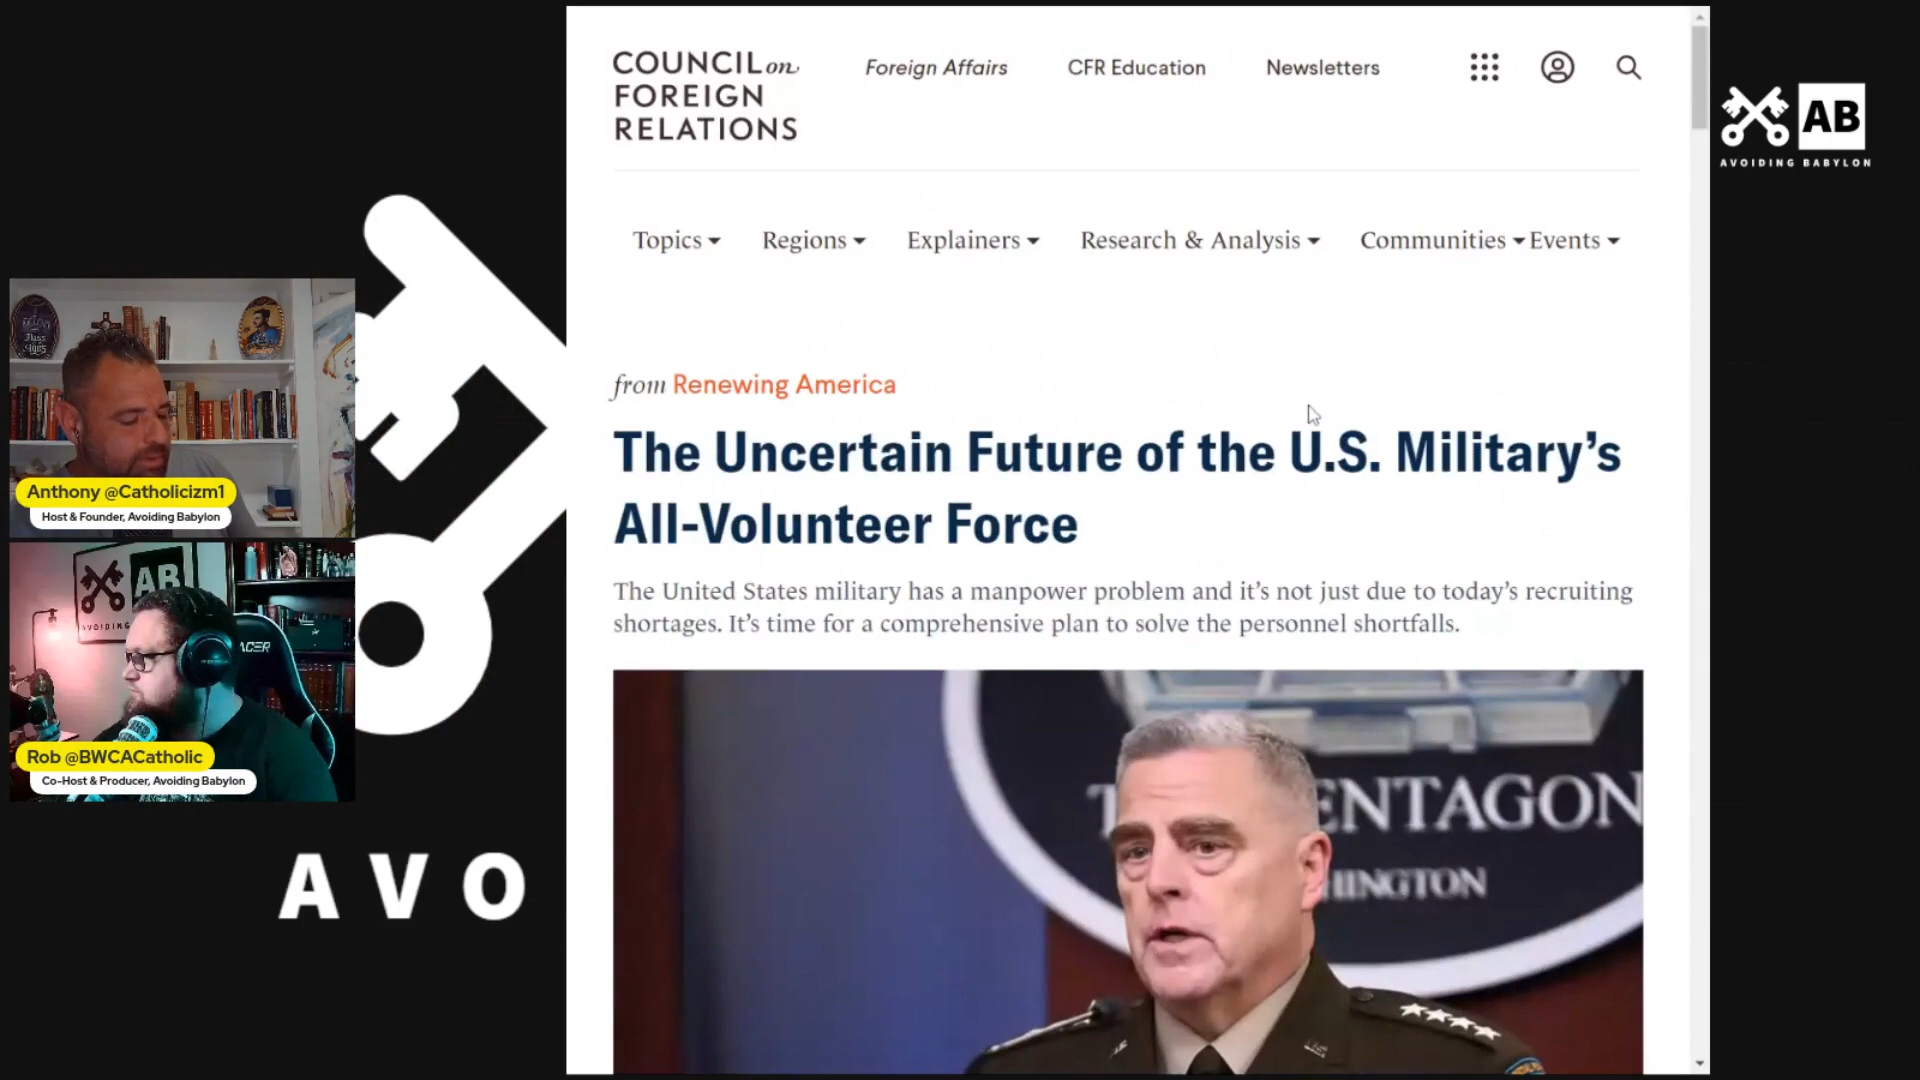 COUNCIL on
FOREIGN
RELATIONS
Foreign Affairs
CFR Education
Newsletters
Topics
Regions
Explainers
Research & Analysis
Communities
Events
from Renewing America
The Uncertain Future of the U.S. Military’s
All-Volunteer Force
The United States military has a manpower problem and it’s not just due to today’s recruiting
shortages. It’s time for a comprehensive plan to solve the personnel shortfalls.
ENTAGON
HINGTON
U.S.
AB
AVOIDING BABYLON
Anthony @Catholicizm1
Host & Founder, Avoiding Babylon
AB
AVOIDING
ACER
Rob @BWCACatholic
Co-Host & Producer, Avoiding Babylon
AVO